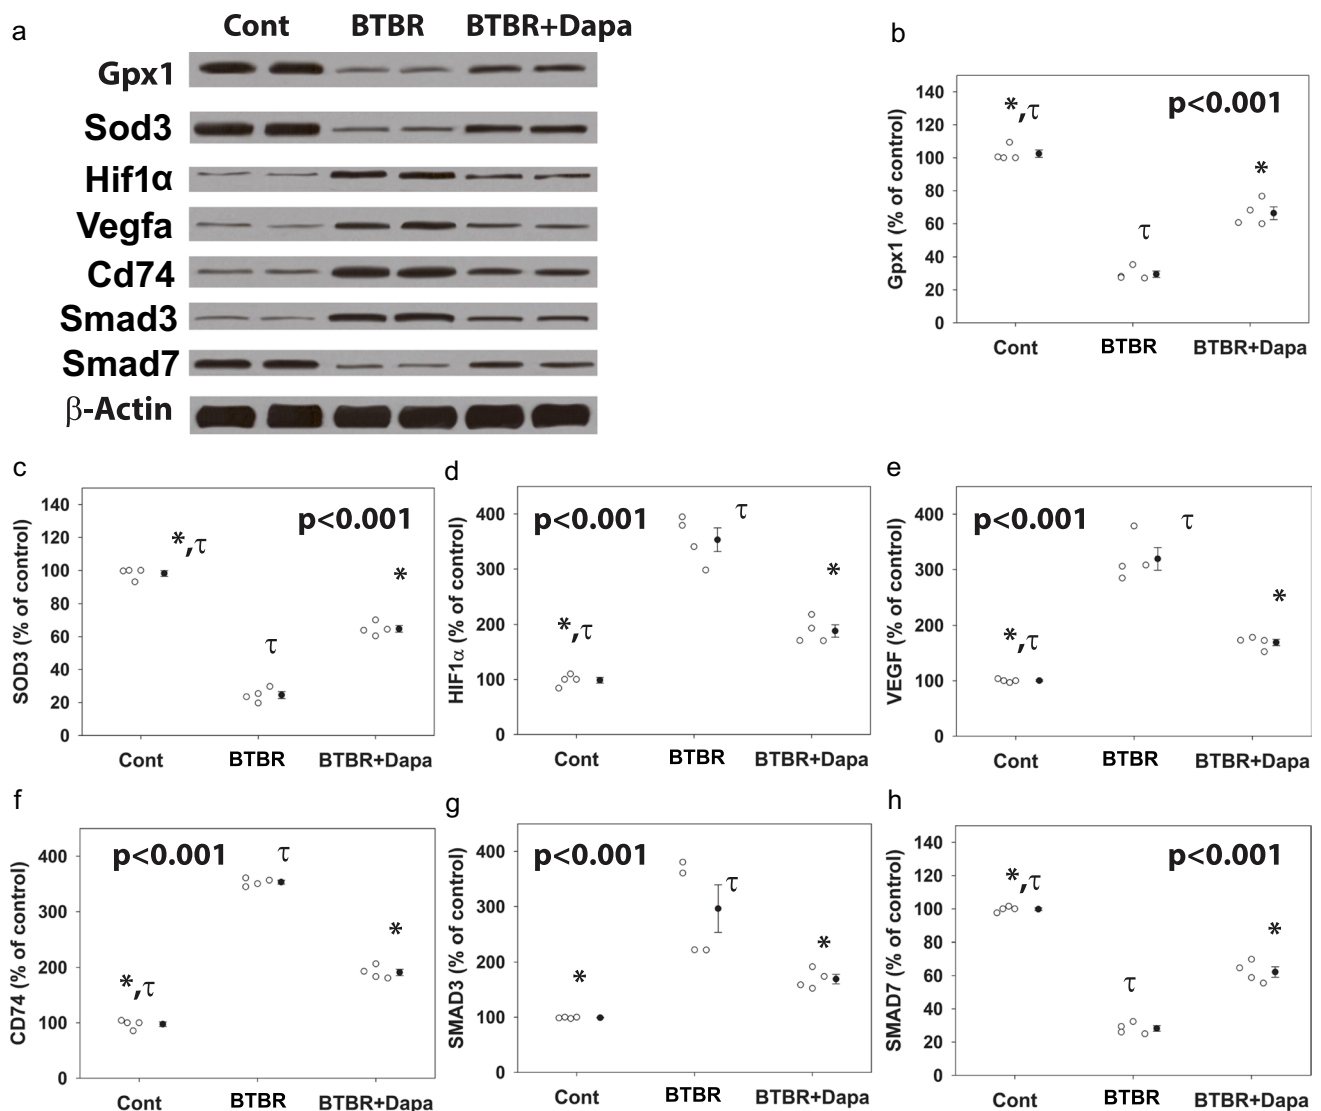 a
Cont BTBR BTBR+Dapa
Gpx1
Sod3
Hif1α
Vegfa
Cd74
Smad3
Smad7
β-Actin
b
Gpx1 (% of control)
140
120
100
80
60
40
20
0
*,τ
τ
*
p<0.001
Cont BTBR BTBR+Dapa
c
SOD3 (% of control)
140
120
100
80
60
40
20
0
*,τ
τ
*
p<0.001
Cont BTBR BTBR+Dapa
d
HIF1α (% of control)
400
300
200
100
0
p<0.001
*,τ
τ
*
Cont BTBR BTBR+Dapa
e
VEGF (% of control)
400
300
200
100
0
p<0.001
*,τ
τ
*
Cont BTBR BTBR+Dapa
f
CD74 (% of control)
400
300
200
100
0
p<0.001
*,τ
τ
*
Cont BTBR BTBR+Dapa
g
SMAD3 (% of control)
400
300
200
100
0
p<0.001
*
τ
*
Cont BTBR BTBR+Dapa
h
SMAD7 (% of control)
140
120
100
80
60
40
20
0
*,τ
τ
*
p<0.001
Cont BTBR BTBR+Dapa